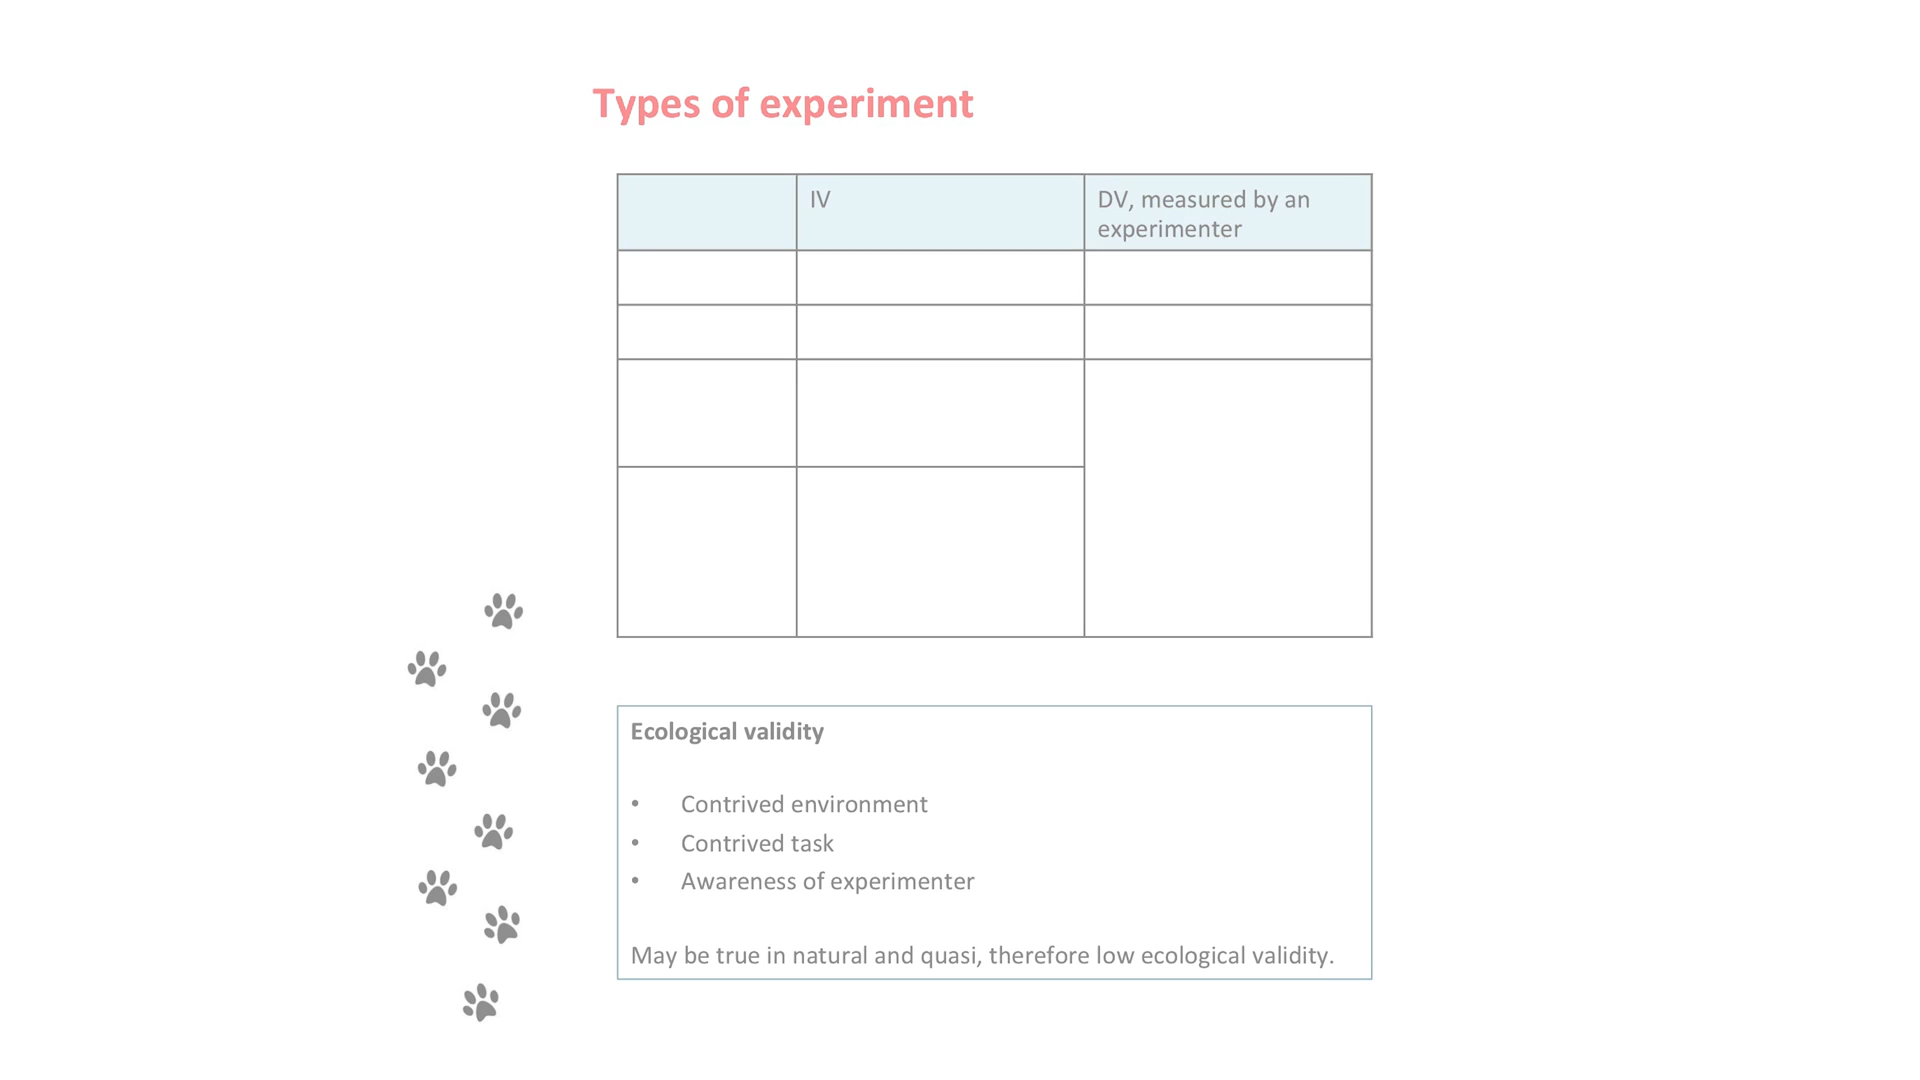 Types of experiment
IV
DV, measured by an
experimenter
Ecological validity
• Contrived environment
• Contrived task
• Awareness of experimenter
May be true in natural and quasi, therefore low ecological validity.